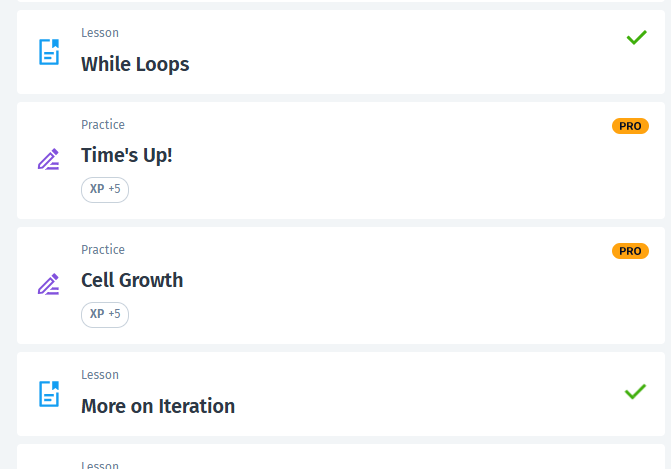 Lesson
While Loops
Practice
PRO
Time's Up!
XP +5
Practice
PRO
Cell Growth
XP +5
Lesson
More on Iteration
Lesson